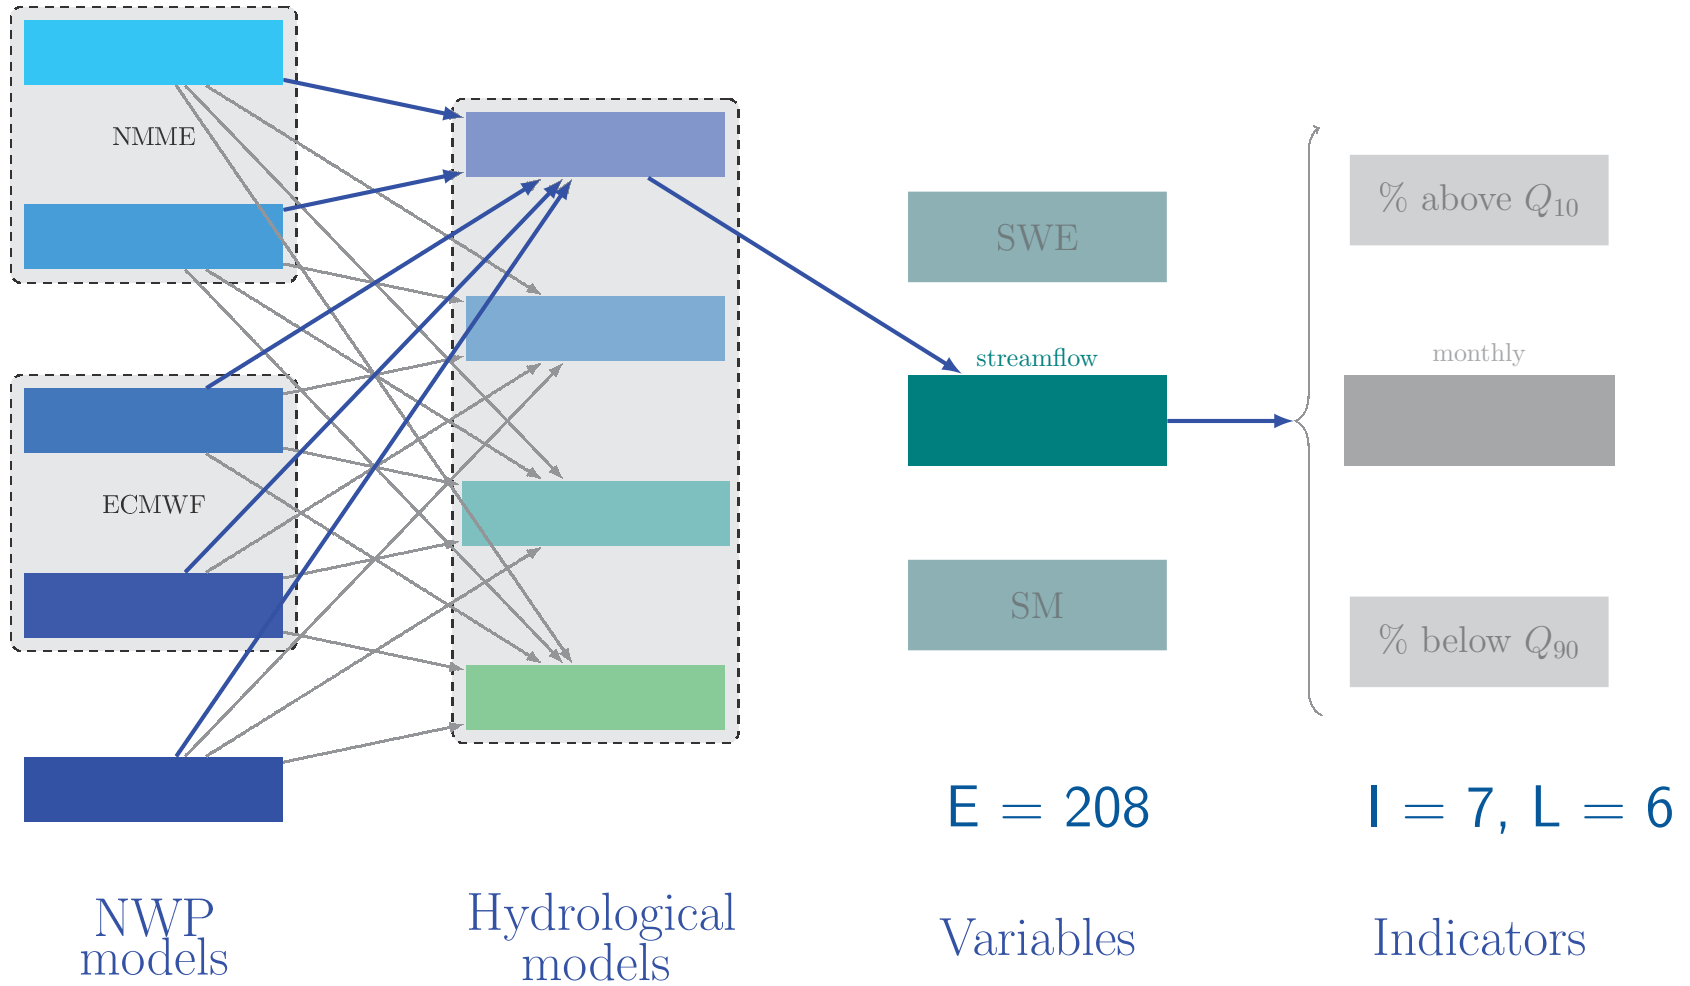 NMME
ECMWF
NWP
models
Hydrological
models
SWE
streamflow
SM
E = 208
Variables
% above Q₁₀
monthly
% below Q₉₀
I = 7, L = 6
Indicators